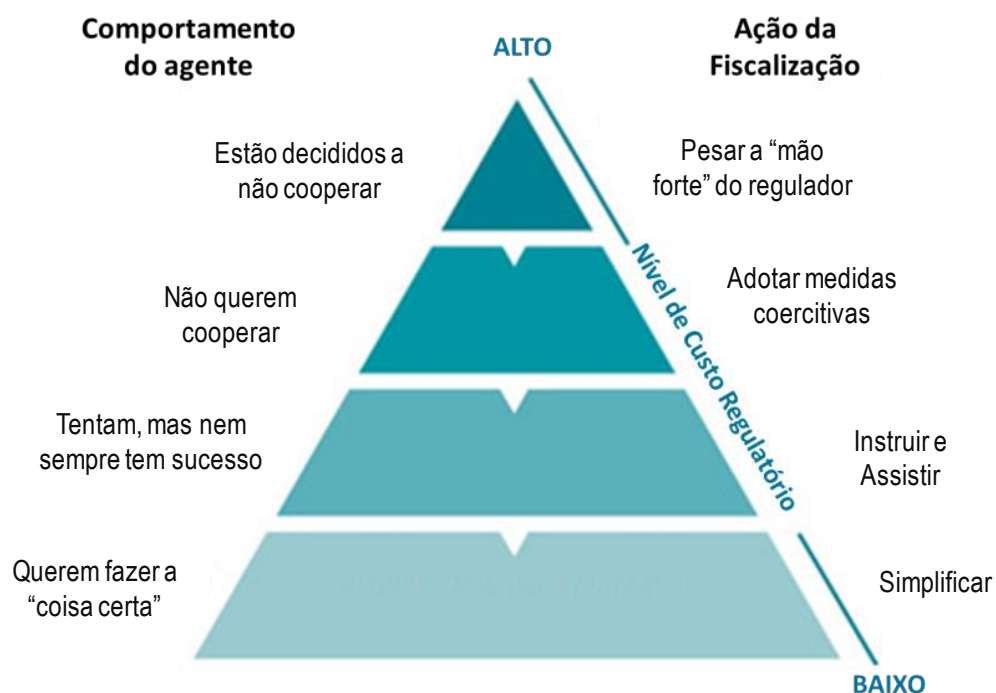 Comportamento
do agente
ALTO
Ação da
Fiscalização
Estão decididos a
não cooperar
Pesar a “mão
forte” do regulador
Não querem
cooperar
Nível de Custo Regulatório
Adotar medidas
coercitivas
Tentam, mas nem
sempre tem sucesso
Instruir e
Assistir
Querem fazer a
“coisa certa”
Simplificar
BAIXO